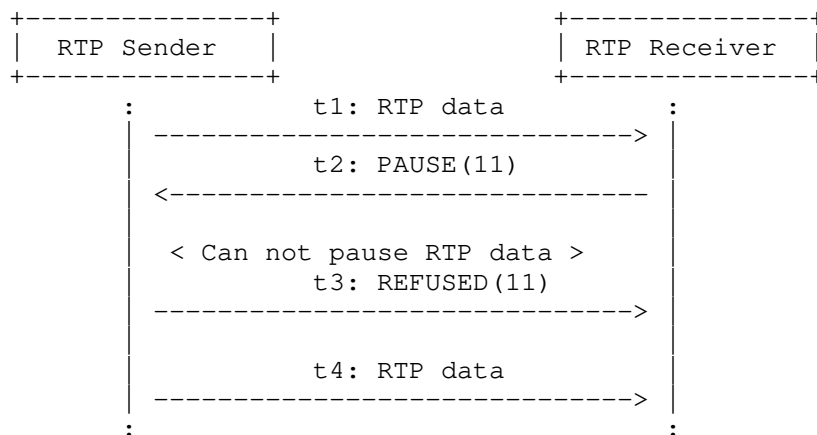 RTP Sender RTP Receiver
t1: RTP data
t2: PAUSE(11)
< Can not pause RTP data >
t3: REFUSED(11)
t4: RTP data